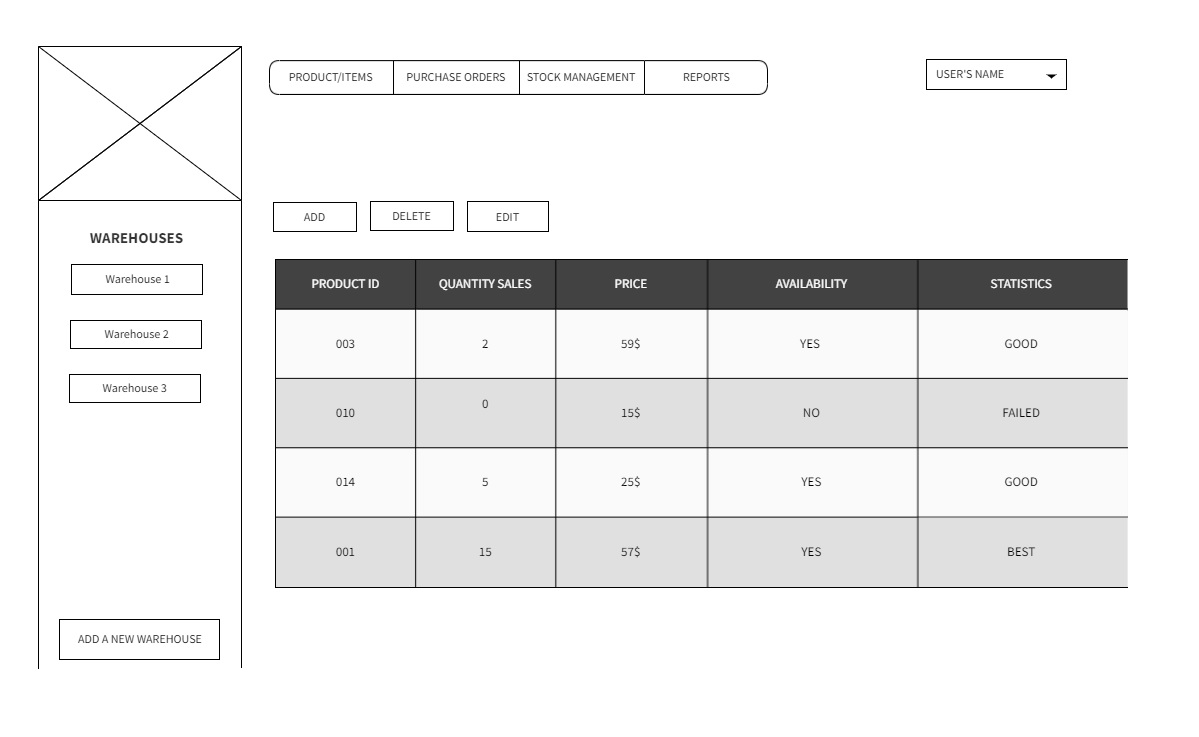 PRODUCT/ITEMS PURCHASE ORDERS STOCK MANAGEMENT REPORTS
USER'S NAME
WAREHOUSES
Warehouse 1
Warehouse 2
Warehouse 3
ADD A NEW WAREHOUSE
ADD DELETE EDIT
PRODUCT ID QUANTITY SALES PRICE AVAILABILITY STATISTICS
003 2 59$ YES GOOD
010 0 15$ NO FAILED
014 5 25$ YES GOOD
001 15 57$ YES BEST